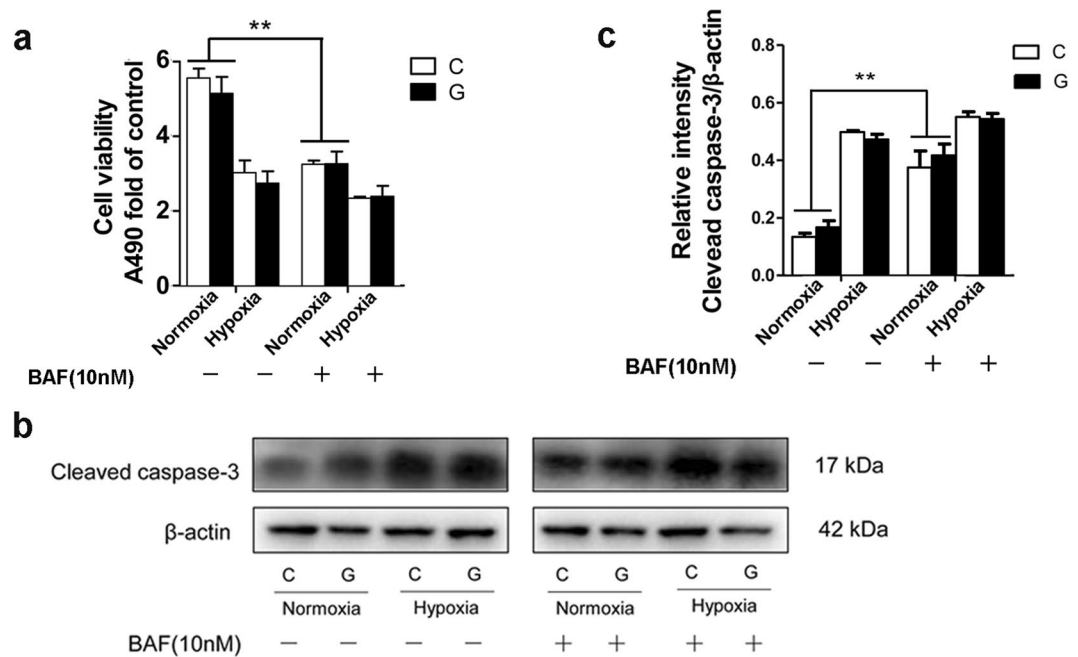 a
**
C
G
Cell viability
A490 fold of control
6
4
2
0
Normoxia
Hypoxia
Normoxia
Hypoxia
BAF(10nM) − − + +
c
**
C
G
Relative intensity
Clevead caspase-3/β-actin
0.8
0.6
0.4
0.2
0.0
Normoxia
Hypoxia
Normoxia
Hypoxia
BAF(10nM) − − + +
b
Cleaved caspase-3 17 kDa
β-actin 42 kDa
C G C G C G C G
Normoxia Hypoxia Normoxia Hypoxia
BAF(10nM) − − − − + + + +